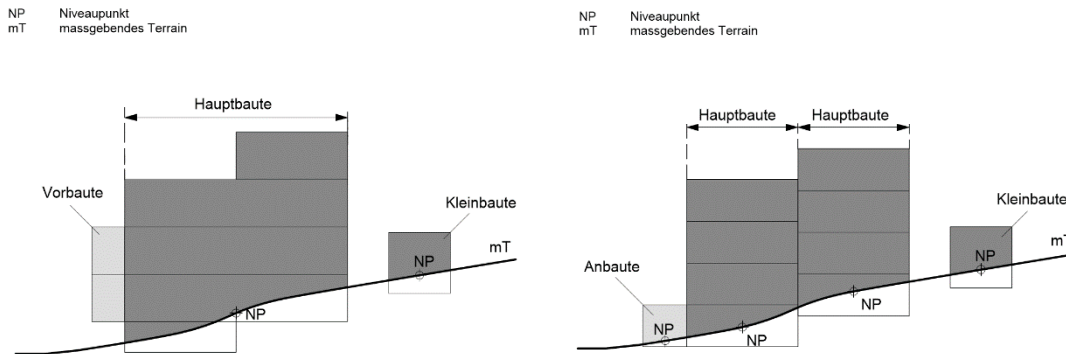 NP Niveaupunkt
mT massgebendes Terrain
Hauptbaute
Vorbaute
Kleinbaute
mT
NP
NP
NP Niveaupunkt
mT massgebendes Terrain
Hauptbaute Hauptbaute
Kleinbaute
mT
NP
Anbaute
NP
NP
NP